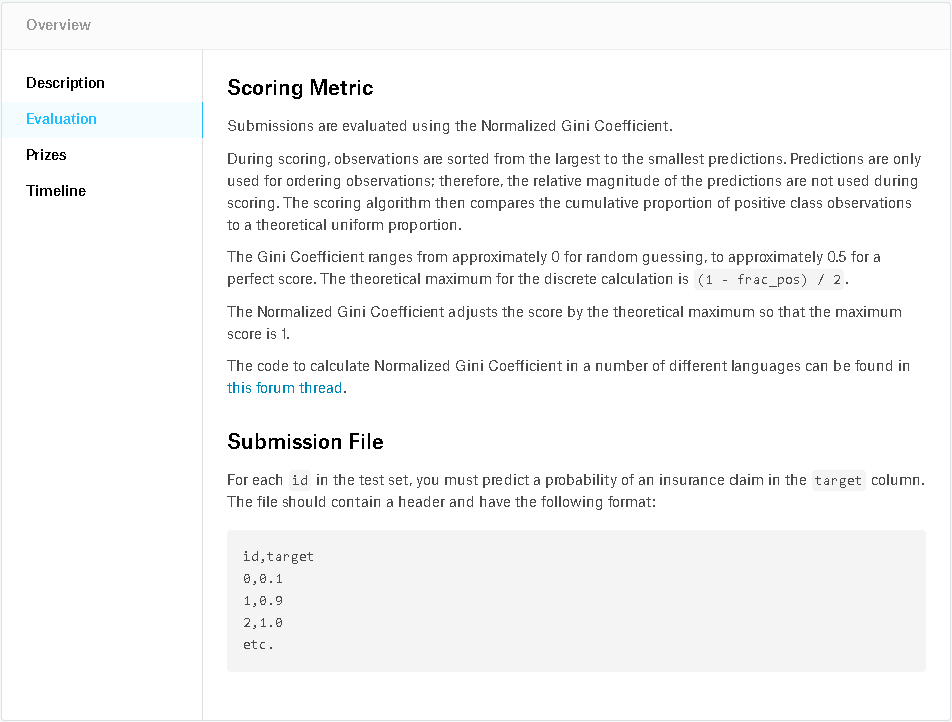 Overview
Description
Evaluation
Prizes
Timeline
Scoring Metric
Submissions are evaluated using the Normalized Gini Coefficient.
During scoring, observations are sorted from the largest to the smallest predictions. Predictions are only
used for ordering observations; therefore, the relative magnitude of the predictions are not used during
scoring. The scoring algorithm then compares the cumulative proportion of positive class observations
to a theoretical uniform proportion.
The Gini Coefficient ranges from approximately 0 for random guessing, to approximately 0.5 for a
perfect score. The theoretical maximum for the discrete calculation is (1 - frac_pos) / 2.
The Normalized Gini Coefficient adjusts the score by the theoretical maximum so that the maximum
score is 1.
The code to calculate Normalized Gini Coefficient in a number of different languages can be found in
this forum thread.
Submission File
For each id in the test set, you must predict a probability of an insurance claim in the target column.
The file should contain a header and have the following format:
id,target
0,0.1
1,0.9
2,1.0
etc.